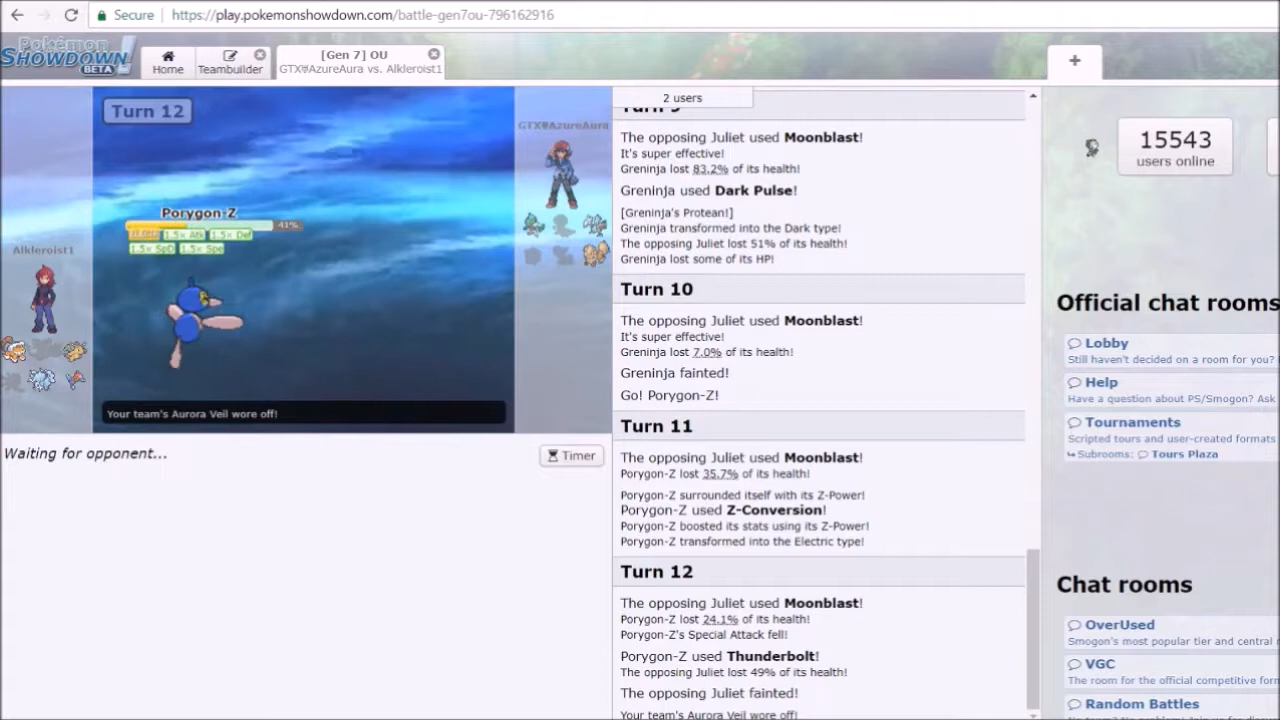 Secure
https://play.pokemonshowdown.com/battle-gen7ou-796162916
Pokémon
SHOWDOWN
BETA
Home
Teambuilder
[Gen 7] OU
GTX♆AzureAura vs. Alkleroist1
+
Turn 12
Porygon-Z
41%
1.5× Atk
1.5× Def
1.5× SpD
1.5× Spe
Alkleroist1
GTX♆AzureAura
Your team's Aurora Veil wore off!
Waiting for opponent...
Timer
2 users
Turn 9
The opposing Juliet used Moonblast!
It's super effective!
Greninja lost 83.2% of its health!
Greninja used Dark Pulse!
[Greninja's Protean!]
Greninja transformed into the Dark type!
The opposing Juliet lost 51% of its health!
Greninja lost some of its HP!
Turn 10
The opposing Juliet used Moonblast!
It's super effective!
Greninja lost 7.0% of its health!
Greninja fainted!
Go! Porygon-Z!
Turn 11
The opposing Juliet used Moonblast!
Porygon-Z lost 35.7% of its health!
Porygon-Z surrounded itself with its Z-Power!
Porygon-Z used Z-Conversion!
Porygon-Z boosted its stats using its Z-Power!
Porygon-Z transformed into the Electric type!
Turn 12
The opposing Juliet used Moonblast!
Porygon-Z lost 24.1% of its health!
Porygon-Z's Special Attack fell!
Porygon-Z used Thunderbolt!
The opposing Juliet lost 49% of its health!
The opposing Juliet fainted!
Your team's Aurora Veil wore off!
15543
users online
Official chat rooms
Lobby
Still haven't decided on a room for you?
Help
Have a question about PS/Smogon? Ask
Tournaments
Scripted tours and user-created formats
Subrooms: Tours Plaza
Chat rooms
OverUsed
Smogon's most popular tier and central
VGC
The room for the official competitive
Random Battles